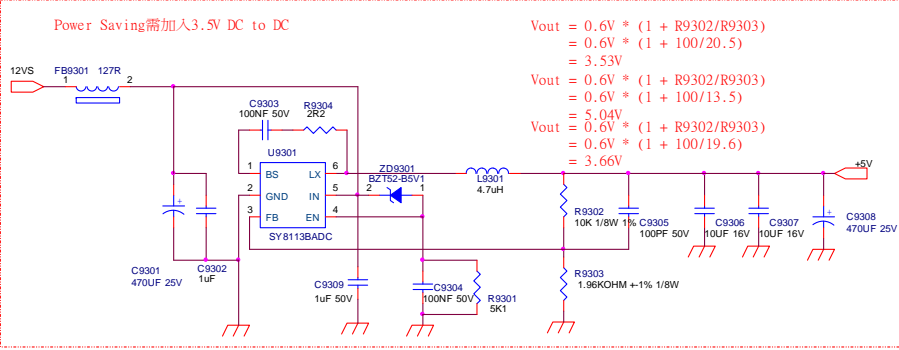 Power Saving需加入3.5V DC to DC
Vout = 0.6V * (1 + R9302/R9303)
= 0.6V * (1 + 100/20.5)
= 3.53V
Vout = 0.6V * (1 + R9302/R9303)
= 0.6V * (1 + 100/13.5)
= 5.04V
Vout = 0.6V * (1 + R9302/R9303)
= 0.6V * (1 + 100/19.6)
= 3.66V
12VS
FB9301 127R
1 2
C9303
100NF 50V
R9304
2R2
U9301
1 BS LX 6
2 GND IN 5
3 FB EN 4
SY8113BADC
ZD9301
BZT52-B5V1
2 1
L9301
4.7uH
+5V
R9302
10K 1/8W 1%
C9305
100PF 50V
C9306
10UF 16V
C9307
10UF 16V
+
C9308
470UF 25V
+
C9301
470UF 25V
C9302
1uF
C9309
1uF 50V
C9304
100NF 50V
R9301
5K1
R9303
1.96KOHM +-1% 1/8W